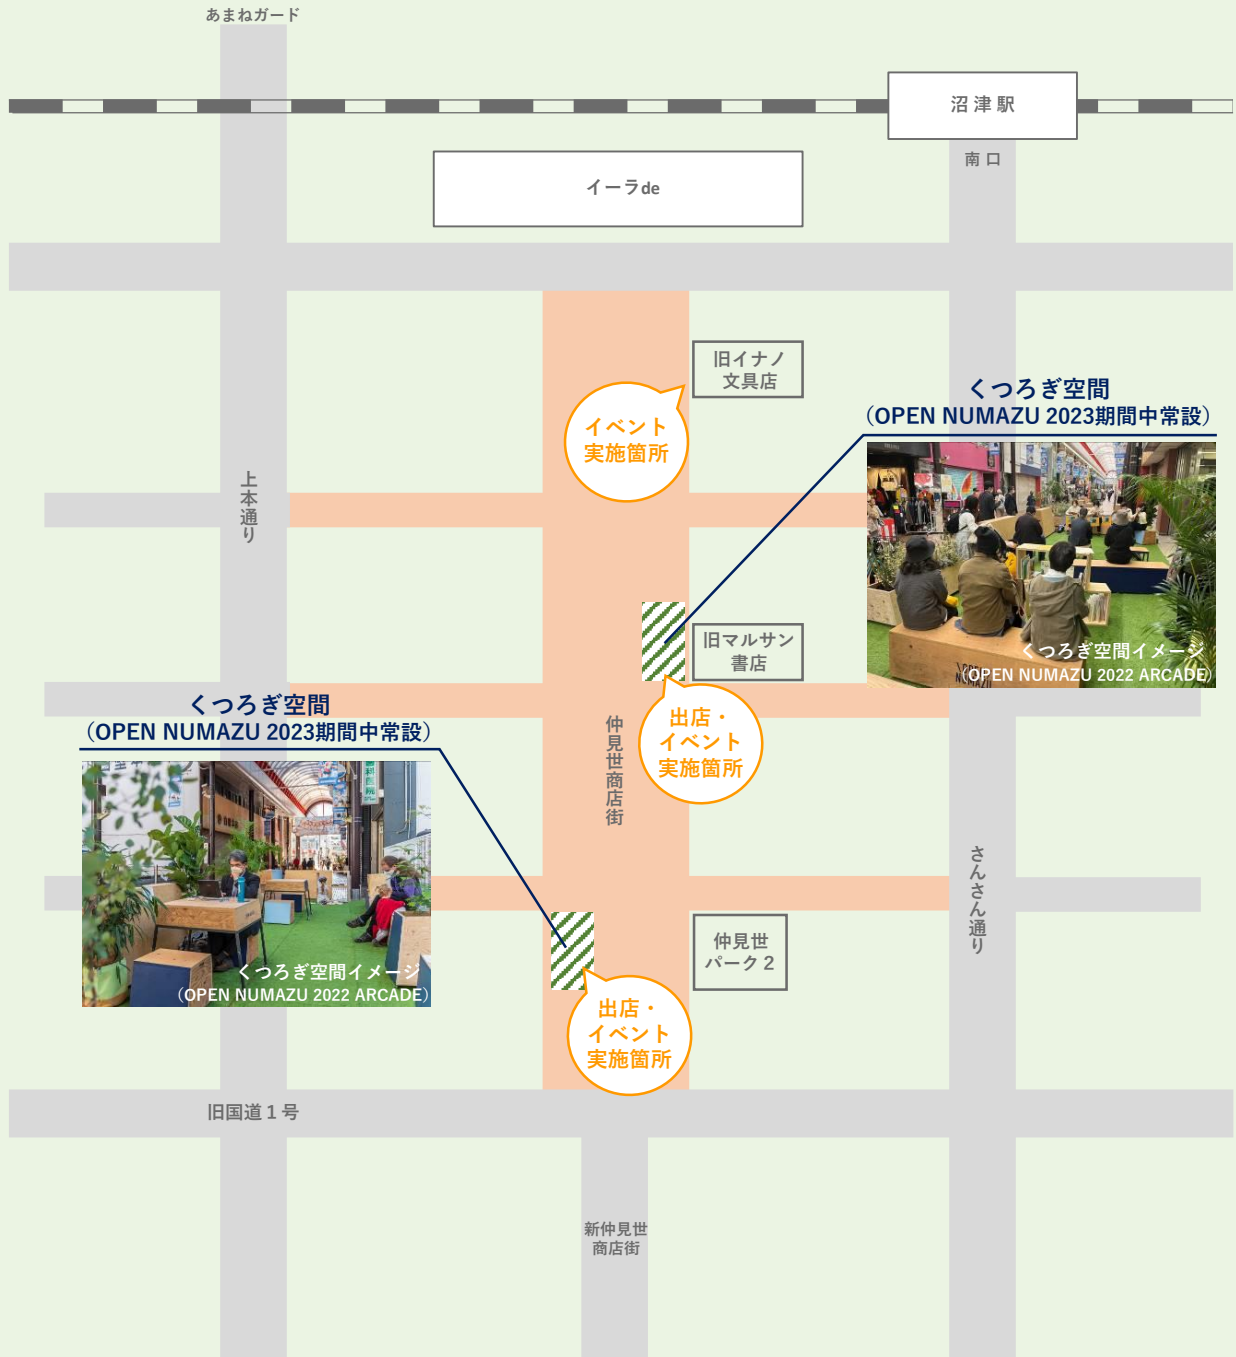 あまねガード
沼津駅
南口
イーラde
旧イナノ
文具店
イベント
実施箇所
くつろぎ空間
（OPEN NUMAZU 2023期間中常設）
くつろぎ空間イメージ
（OPEN NUMAZU 2022 ARCADE）
上本通り
旧マルサン
書店
出店・
イベント
実施箇所
仲見世商店街
くつろぎ空間
（OPEN NUMAZU 2023期間中常設）
くつろぎ空間イメージ
（OPEN NUMAZU 2022 ARCADE）
さんさん通り
仲見世
パーク２
出店・
イベント
実施箇所
旧国道１号
新仲見世
商店街